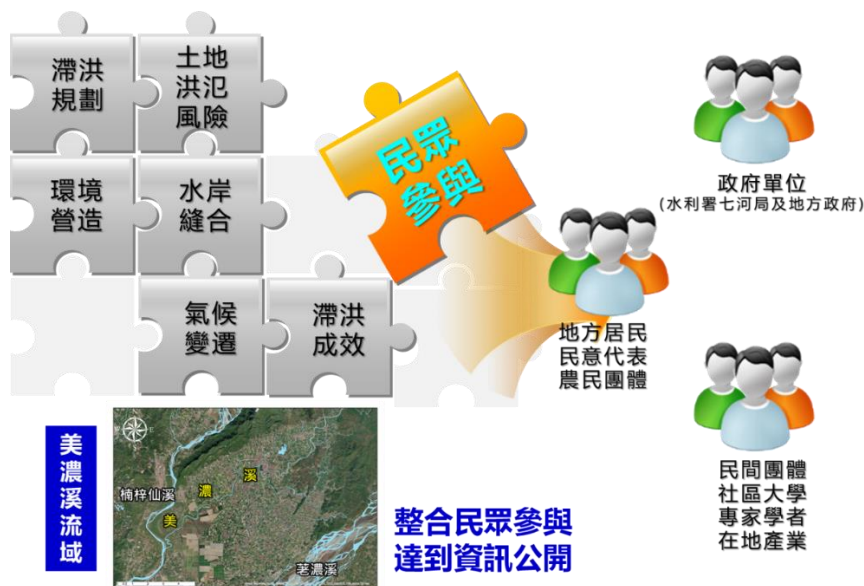 滯洪
規劃
土地
洪氾
風險
環境
營造
水岸
縫合
氣候
變遷
滯洪
成效
民眾
參與
政府單位
(水利署七河局及地方政府)
地方居民
民意代表
農民團體
民間團體
社區大學
專家學者
在地產業
美濃溪流域
楠梓仙溪
美濃溪
荖濃溪
整合民眾參與
達到資訊公開